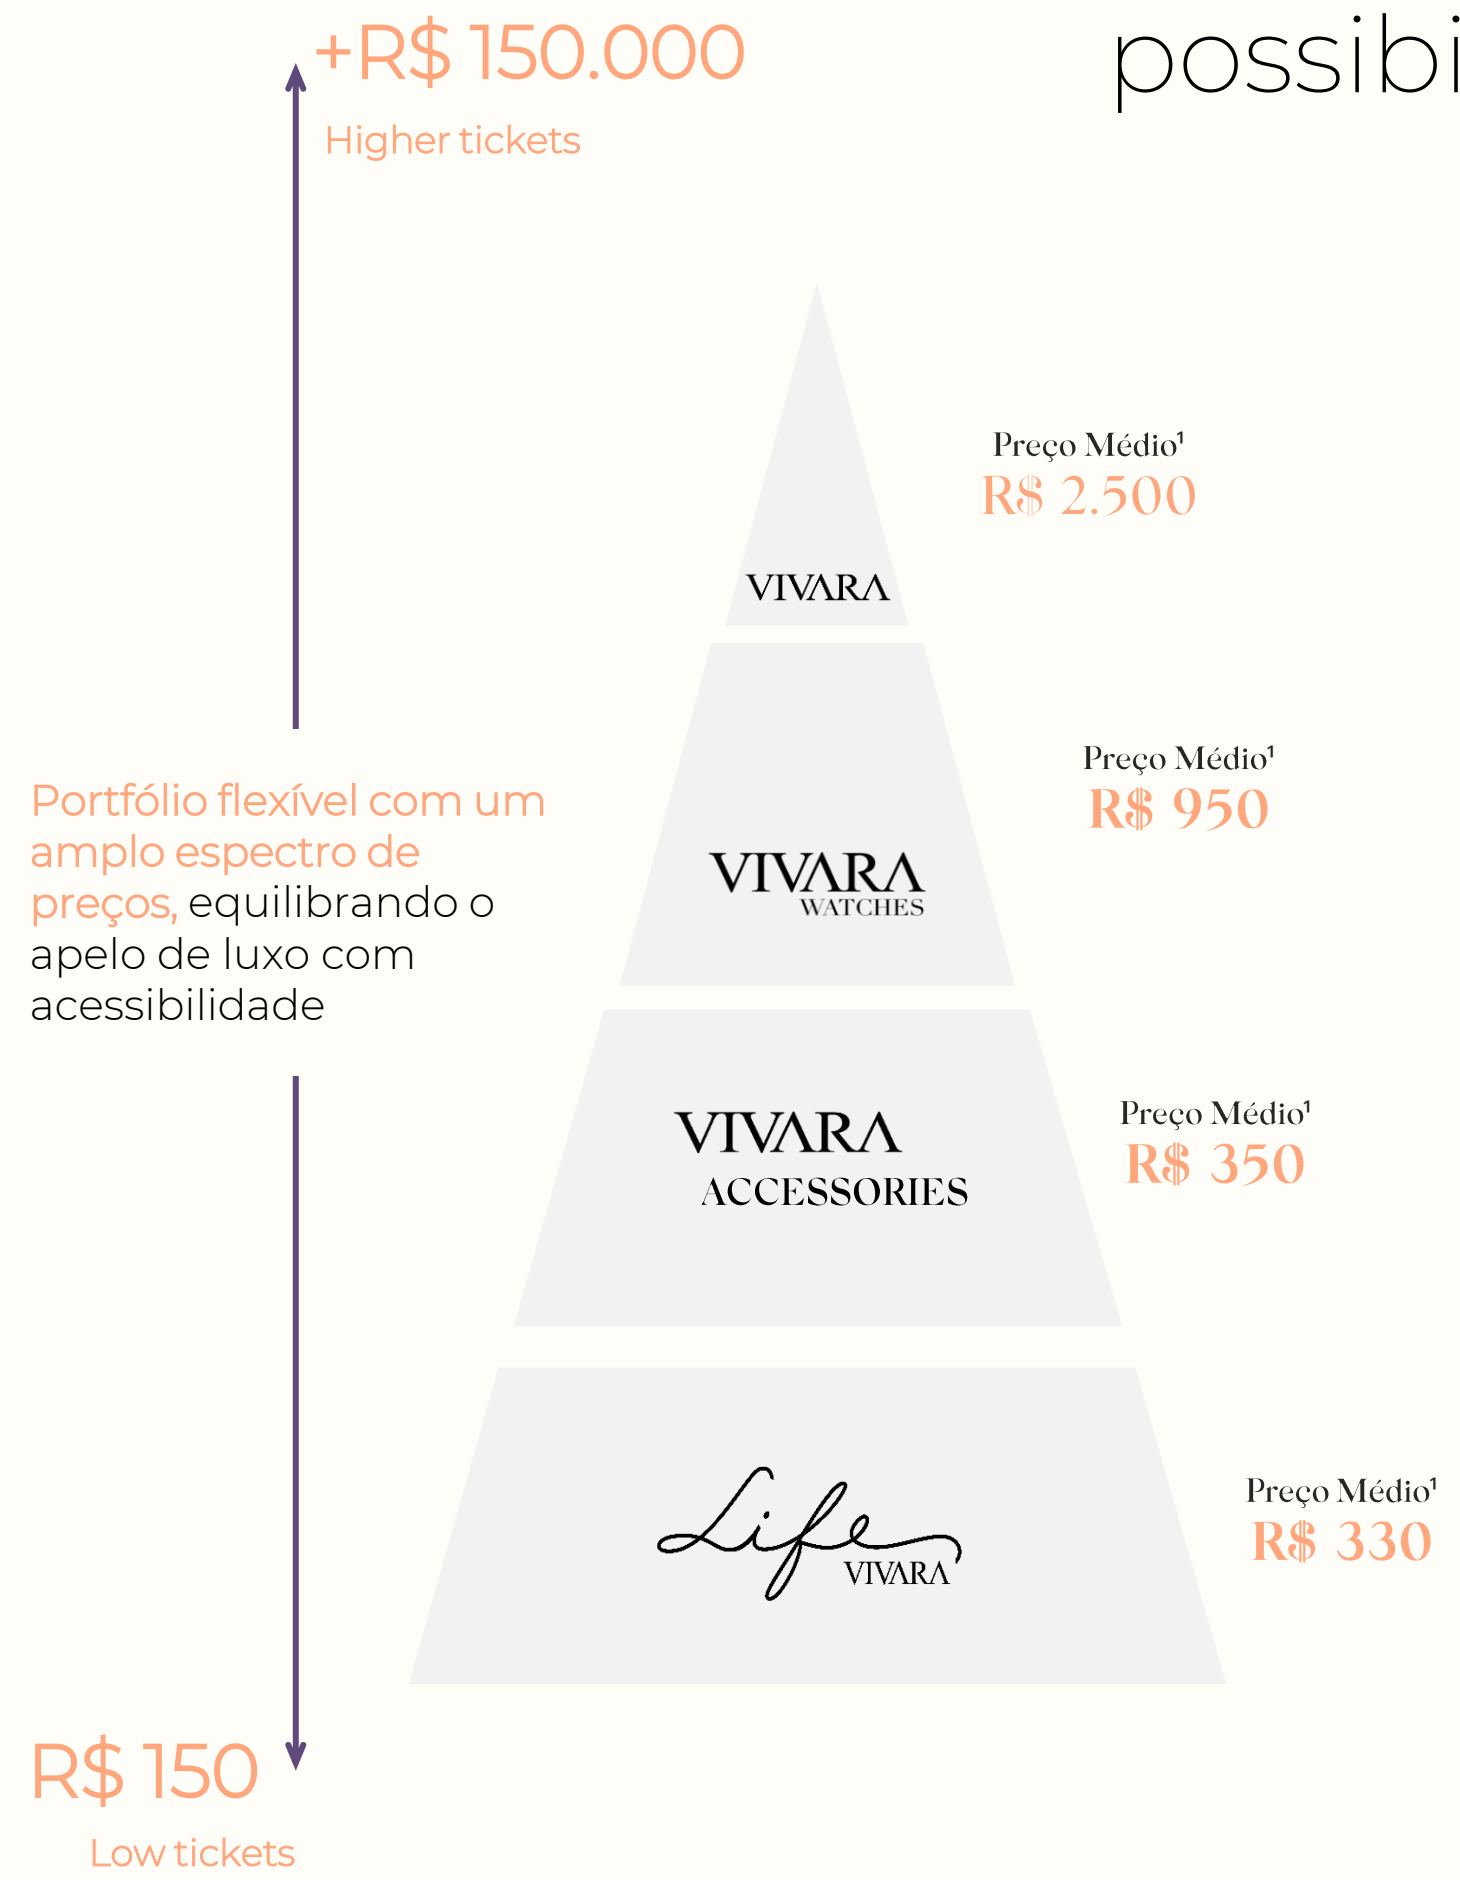 +R$ 150.000
Higher tickets
possibi
Preço Médio¹
R$ 2.500
VIVARA
Preço Médio¹
R$ 950
VIVARA
WATCHES
Portfólio flexível com um
amplo espectro de
preços, equilibrando o
apelo de luxo com
acessibilidade
Preço Médio¹
R$ 350
VIVARA
ACCESSORIES
Preço Médio¹
R$ 330
Life
VIVARA
R$ 150
Low tickets